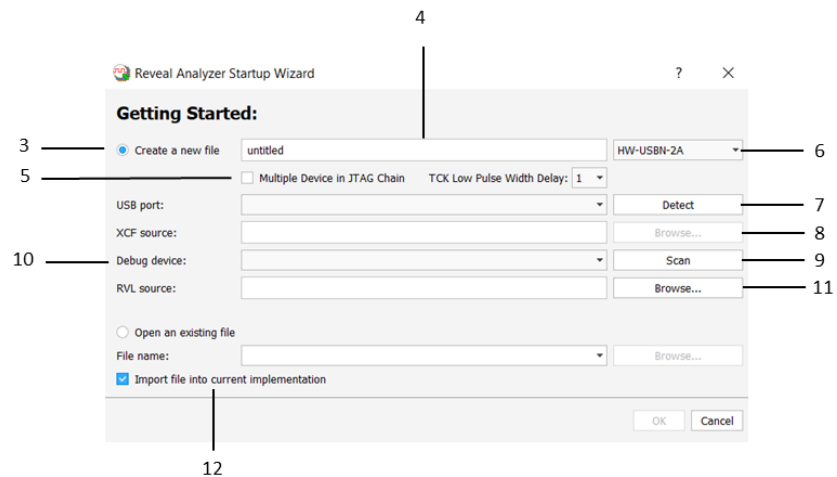 4
Reveal Analyzer Startup Wizard ? ×
Getting Started:
3 Create a new file untitled HW-USBN-2A 6
5 Multiple Device in JTAG Chain TCK Low Pulse Width Delay: 1
USB port: Detect 7
XCF source: Browse... 8
10 Debug device: Scan 9
RVL source: Browse... 11
Open an existing file
File name: Browse...
Import file into current implementation
OK Cancel
12